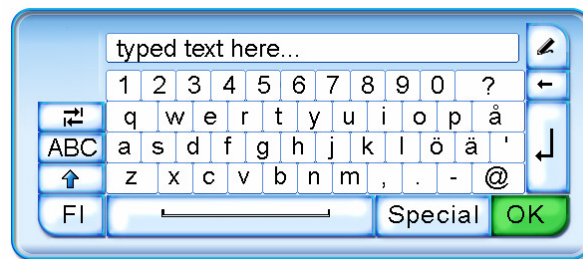 typed text here...
1 2 3 4 5 6 7 8 9 0 ?
q w e r t y u i o p å
ABC a s d f g h j k l ö ä '
z x c v b n m , . - @
FI Special OK